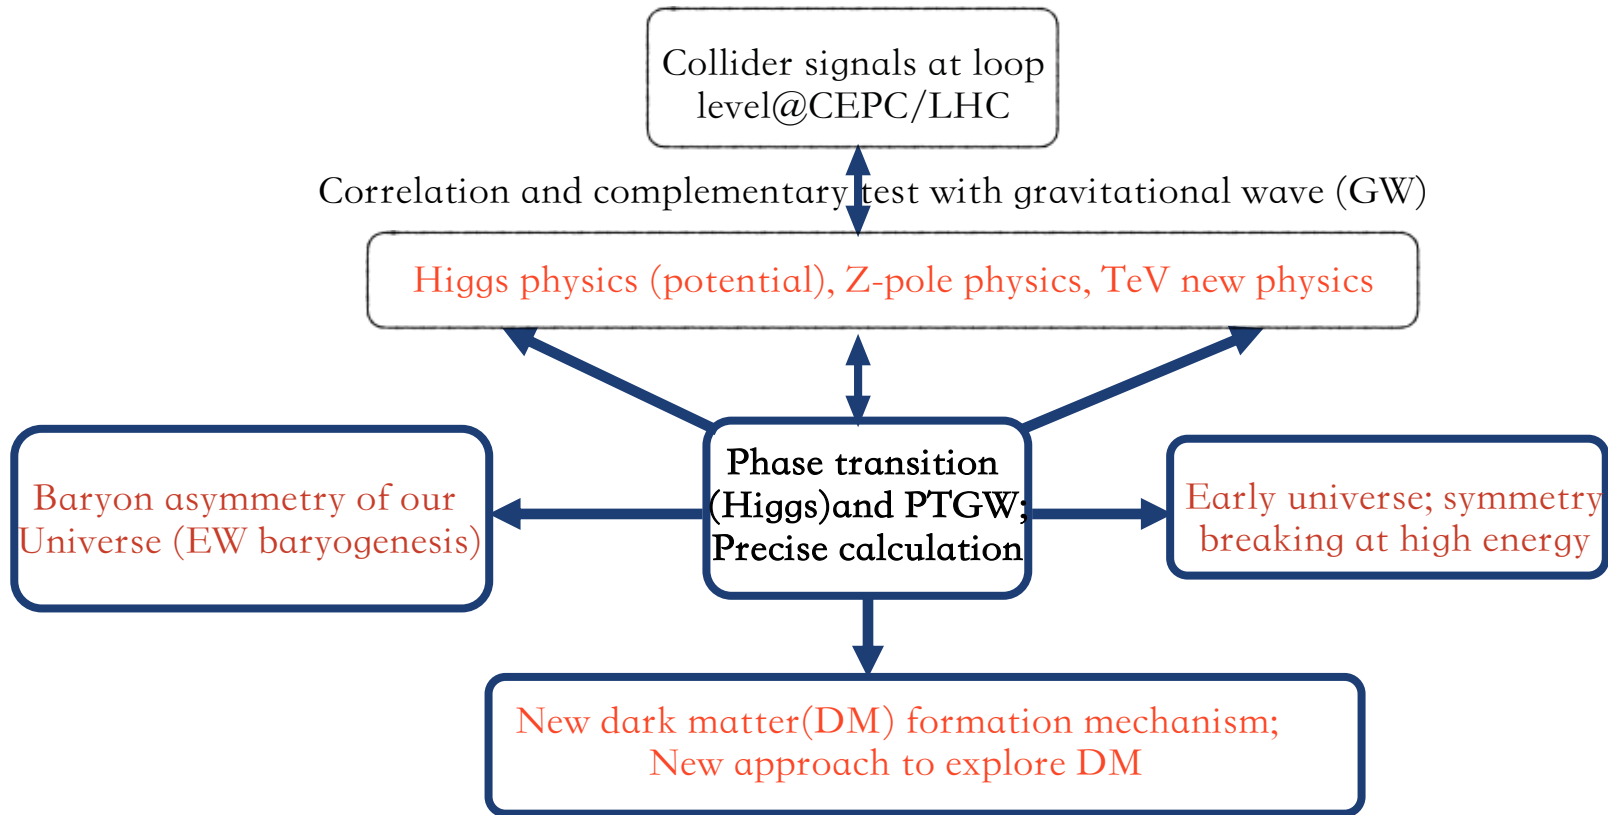 Collider signals at loop
level@CEPC/LHC
Correlation and complementary test with gravitational wave (GW)
Higgs physics (potential), Z-pole physics, TeV new physics
Baryon asymmetry of our
Universe (EW baryogenesis)
Phase transition
(Higgs)and PTGW;
Precise calculation
Early universe; symmetry
breaking at high energy
New dark matter(DM) formation mechanism;
New approach to explore DM